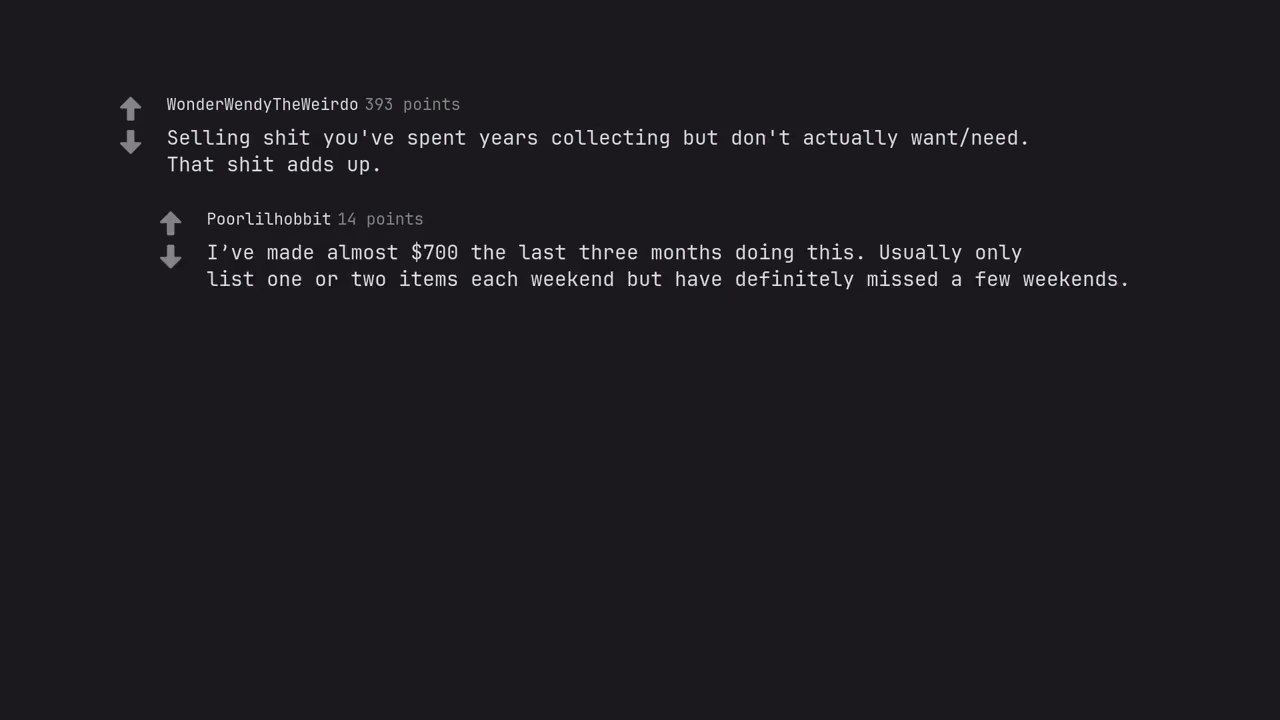 WonderWendyTheWeirdo 393 points
Selling shit you've spent years collecting but don't actually want/need.
That shit adds up.
Poorlilhobbit 14 points
I’ve made almost $700 the last three months doing this. Usually only
list one or two items each weekend but have definitely missed a few weekends.